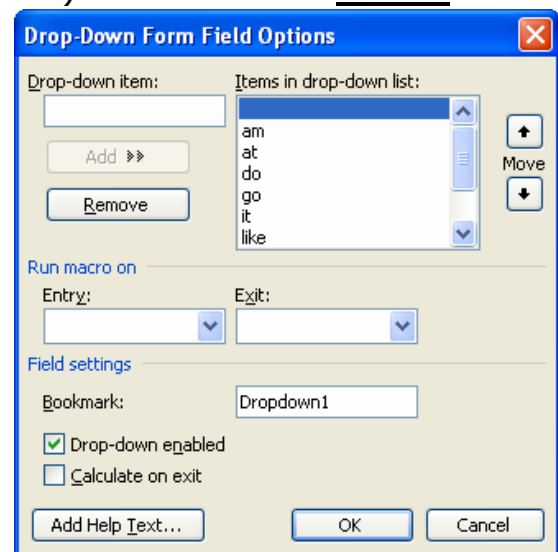 Drop-Down Form Field Options
Drop-down item:
Items in drop-down list:
am
at
do
go
it
like
Add
Remove
Move
Run macro on
Entry:
Exit:
Field settings
Bookmark:
Dropdown1
Drop-down enabled
Calculate on exit
Add Help Text...
OK
Cancel